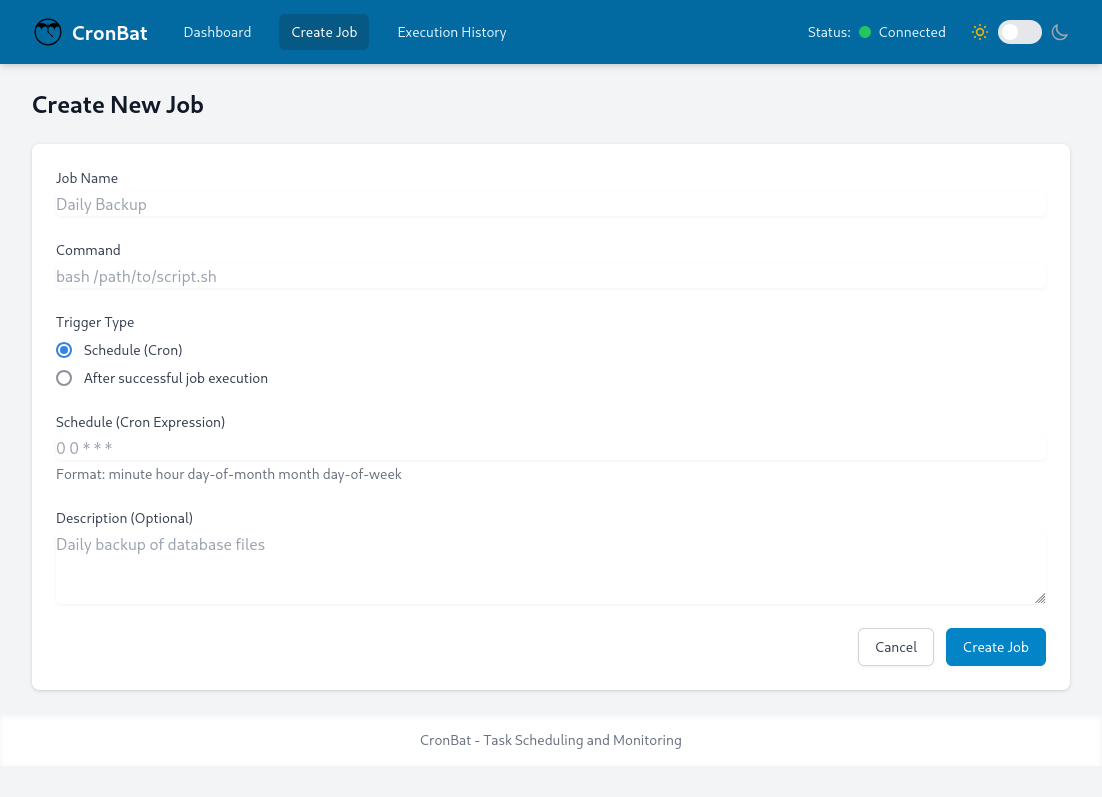 CronBat
Dashboard
Create Job
Execution History
Status: Connected
Create New Job
Job Name
Daily Backup
Command
bash /path/to/script.sh
Trigger Type
Schedule (Cron)
After successful job execution
Schedule (Cron Expression)
0 0 * * *
Format: minute hour day-of-month month day-of-week
Description (Optional)
Daily backup of database files
Cancel
Create Job
CronBat - Task Scheduling and Monitoring